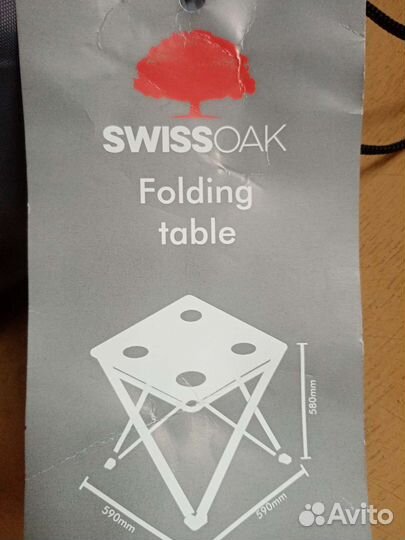 SWISSOAK
Folding
table
580mm
590mm
590mm
Avito